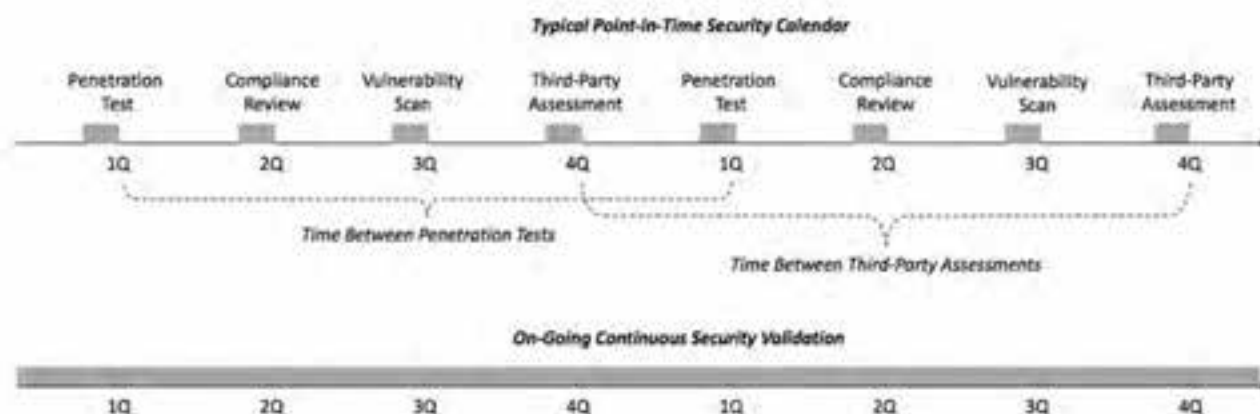 Typical Point-in-Time Security Calendar
Penetration Compliance Vulnerability Third-Party Penetration Compliance Vulnerability Third-Party
Test Review Scan Assessment Test Review Scan Assessment
1Q 2Q 3Q 4Q 1Q 2Q 3Q 4Q
Time Between Penetration Tests
Time Between Third-Party Assessments
On-Going Continuous Security Validation
1Q 2Q 3Q 4Q 1Q 2Q 3Q 4Q